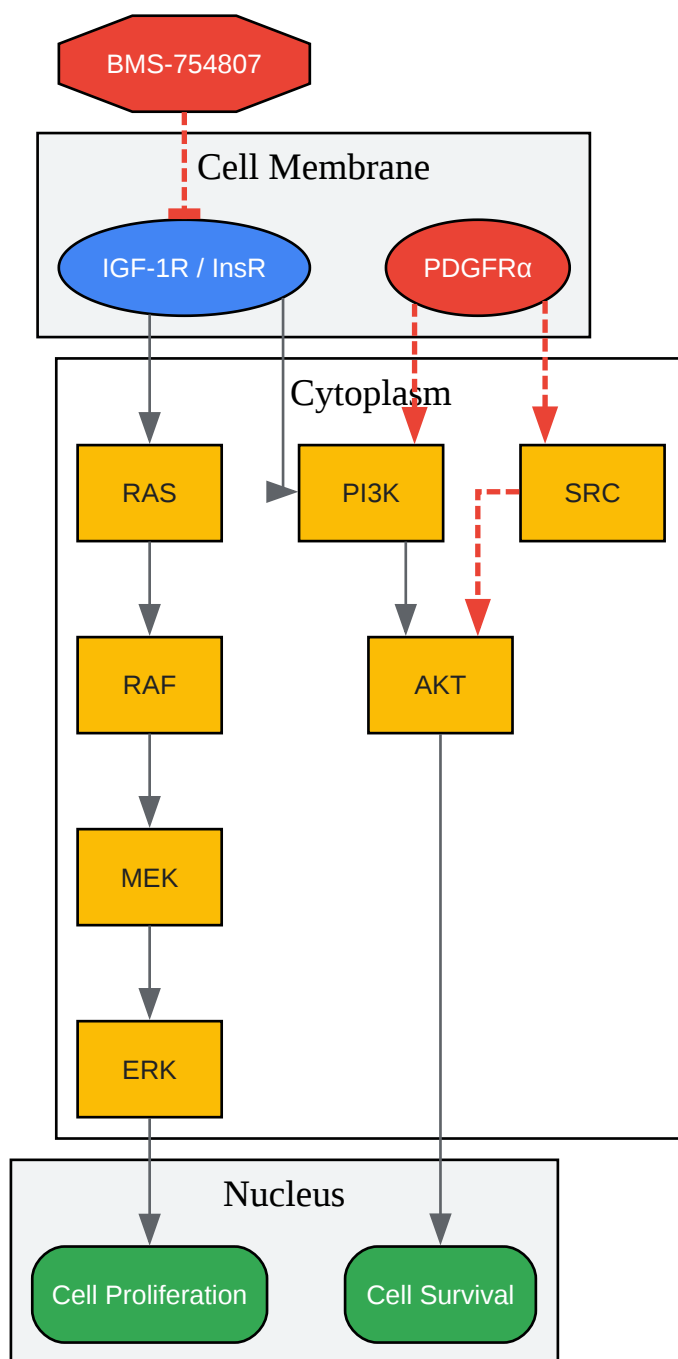 BMS-754807
Cell Membrane
IGF-1R / InsR
PDGFRα
Cytoplasm
RAS
PI3K
SRC
RAF
AKT
MEK
ERK
Nucleus
Cell Proliferation
Cell Survival